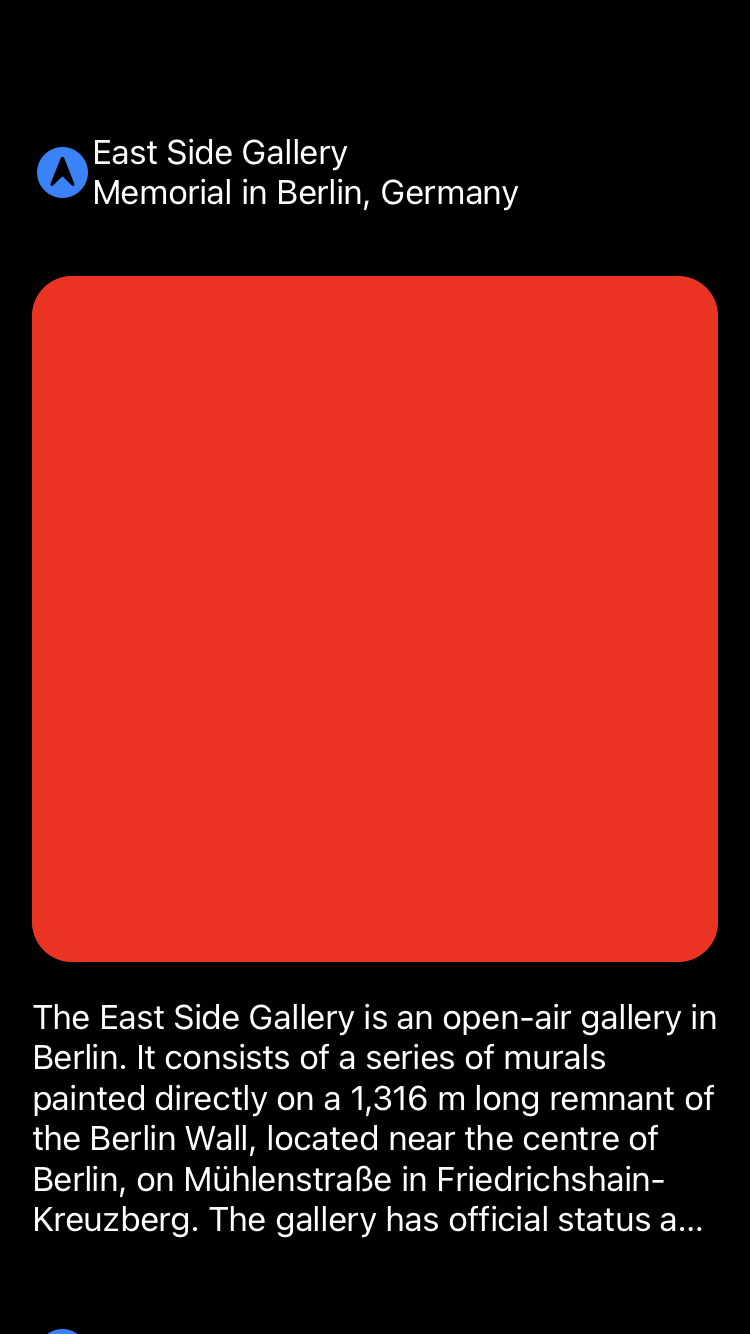 East Side Gallery
Memorial in Berlin, Germany
The East Side Gallery is an open-air gallery in
Berlin. It consists of a series of murals
painted directly on a 1,316 m long remnant of
the Berlin Wall, located near the centre of
Berlin, on Mühlenstraße in Friedrichshain-
Kreuzberg. The gallery has official status a...